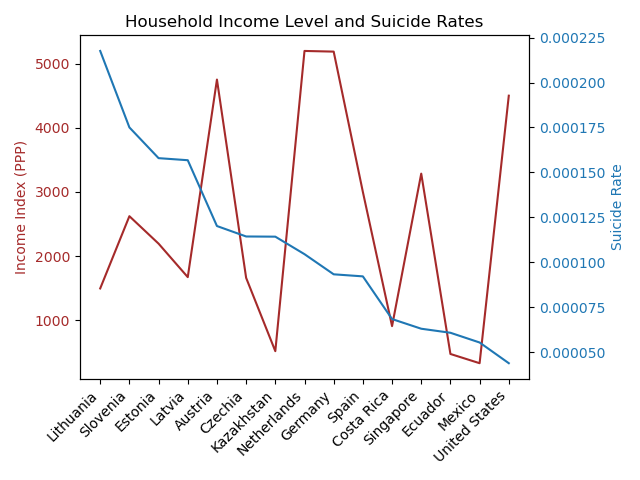 Household Income Level and Suicide Rates
Income Index (PPP)
5000
4000
3000
2000
1000
0.000225
0.000200
0.000175
0.000150
0.000125
0.000100
0.000075
0.000050
Suicide Rate
Lithuania
Slovenia
Estonia
Latvia
Austria
Czechia
Kazakhstan
Netherlands
Germany
Spain
Costa Rica
Singapore
Ecuador
Mexico
United States